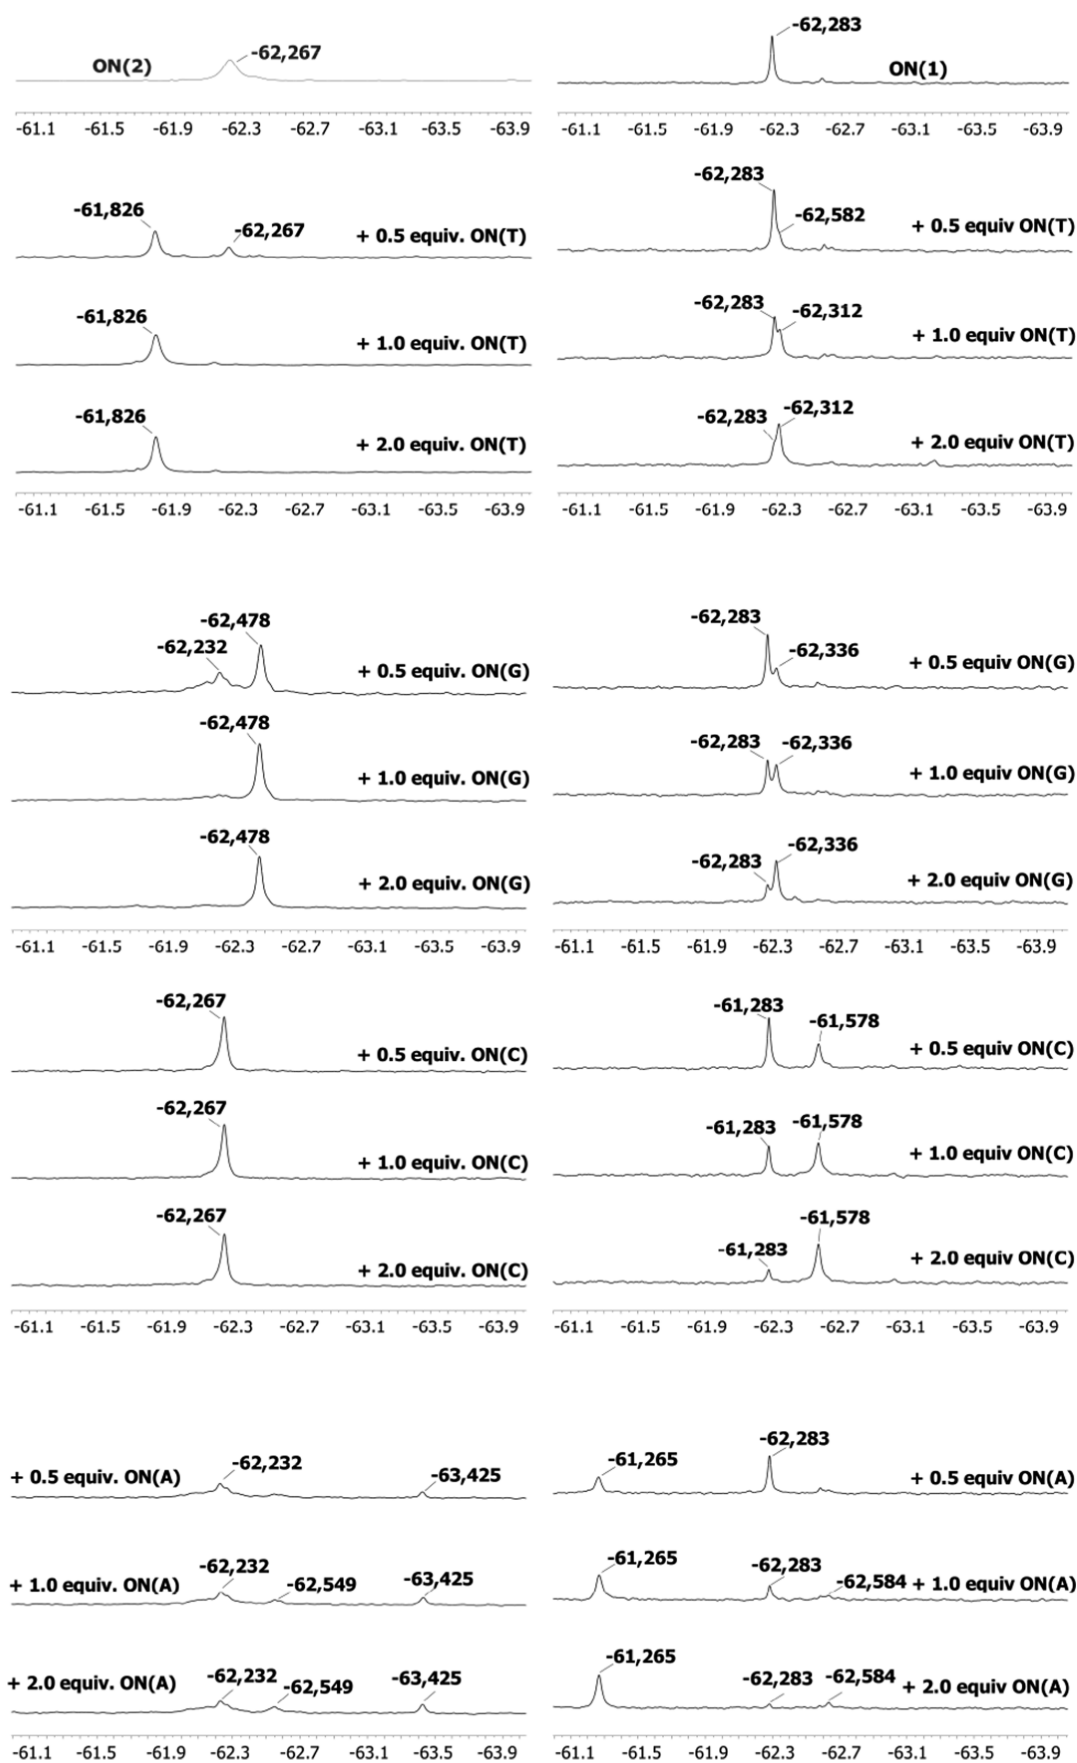 -62,267
ON(2)
-61.1 -61.5 -61.9 -62.3 -62.7 -63.1 -63.5 -63.9
-62,283
ON(1)
-61.1 -61.5 -61.9 -62.3 -62.7 -63.1 -63.5 -63.9
-61,826
-62,267
+ 0.5 equiv. ON(T)
-61,826
+ 1.0 equiv. ON(T)
-61,826
+ 2.0 equiv. ON(T)
-61.1 -61.5 -61.9 -62.3 -62.7 -63.1 -63.5 -63.9
-62,283
-62,582
+ 0.5 equiv ON(T)
-62,283
-62,312
+ 1.0 equiv ON(T)
-62,283
-62,312
+ 2.0 equiv ON(T)
-61.1 -61.5 -61.9 -62.3 -62.7 -63.1 -63.5 -63.9
-62,478
-62,232
+ 0.5 equiv. ON(G)
-62,478
+ 1.0 equiv. ON(G)
-62,478
+ 2.0 equiv. ON(G)
-61.1 -61.5 -61.9 -62.3 -62.7 -63.1 -63.5 -63.9
-62,283
-62,336
+ 0.5 equiv ON(G)
-62,283
-62,336
+ 1.0 equiv ON(G)
-62,283
-62,336
+ 2.0 equiv ON(G)
-61.1 -61.5 -61.9 -62.3 -62.7 -63.1 -63.5 -63.9
-62,267
+ 0.5 equiv. ON(C)
-62,267
+ 1.0 equiv. ON(C)
-62,267
+ 2.0 equiv. ON(C)
-61.1 -61.5 -61.9 -62.3 -62.7 -63.1 -63.5 -63.9
-61,283
-61,578
+ 0.5 equiv ON(C)
-61,283
-61,578
+ 1.0 equiv ON(C)
-61,283
-61,578
+ 2.0 equiv ON(C)
-61.1 -61.5 -61.9 -62.3 -62.7 -63.1 -63.5 -63.9
+ 0.5 equiv. ON(A)
-62,232
-63,425
+ 1.0 equiv. ON(A)
-62,232
-62,549
-63,425
+ 2.0 equiv. ON(A)
-62,232
-62,549
-63,425
-61.1 -61.5 -61.9 -62.3 -62.7 -63.1 -63.5 -63.9
-61,265
-62,283
+ 0.5 equiv ON(A)
-61,265
-62,283
-62,584
+ 1.0 equiv ON(A)
-61,265
-62,283
-62,584
+ 2.0 equiv ON(A)
-61.1 -61.5 -61.9 -62.3 -62.7 -63.1 -63.5 -63.9